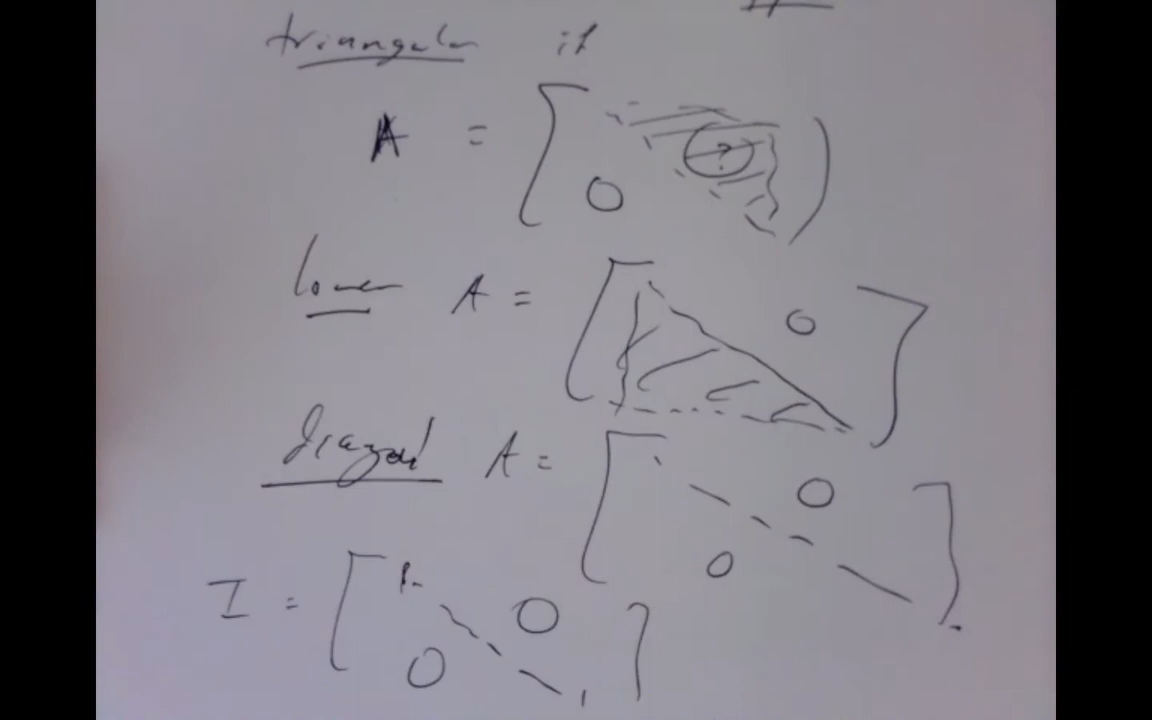 triangular if
A = [ 0 ? )
lower A = [ 0 ]
diagonal A = [ 0 0 ]
I = [ 1 0 0 1 ]